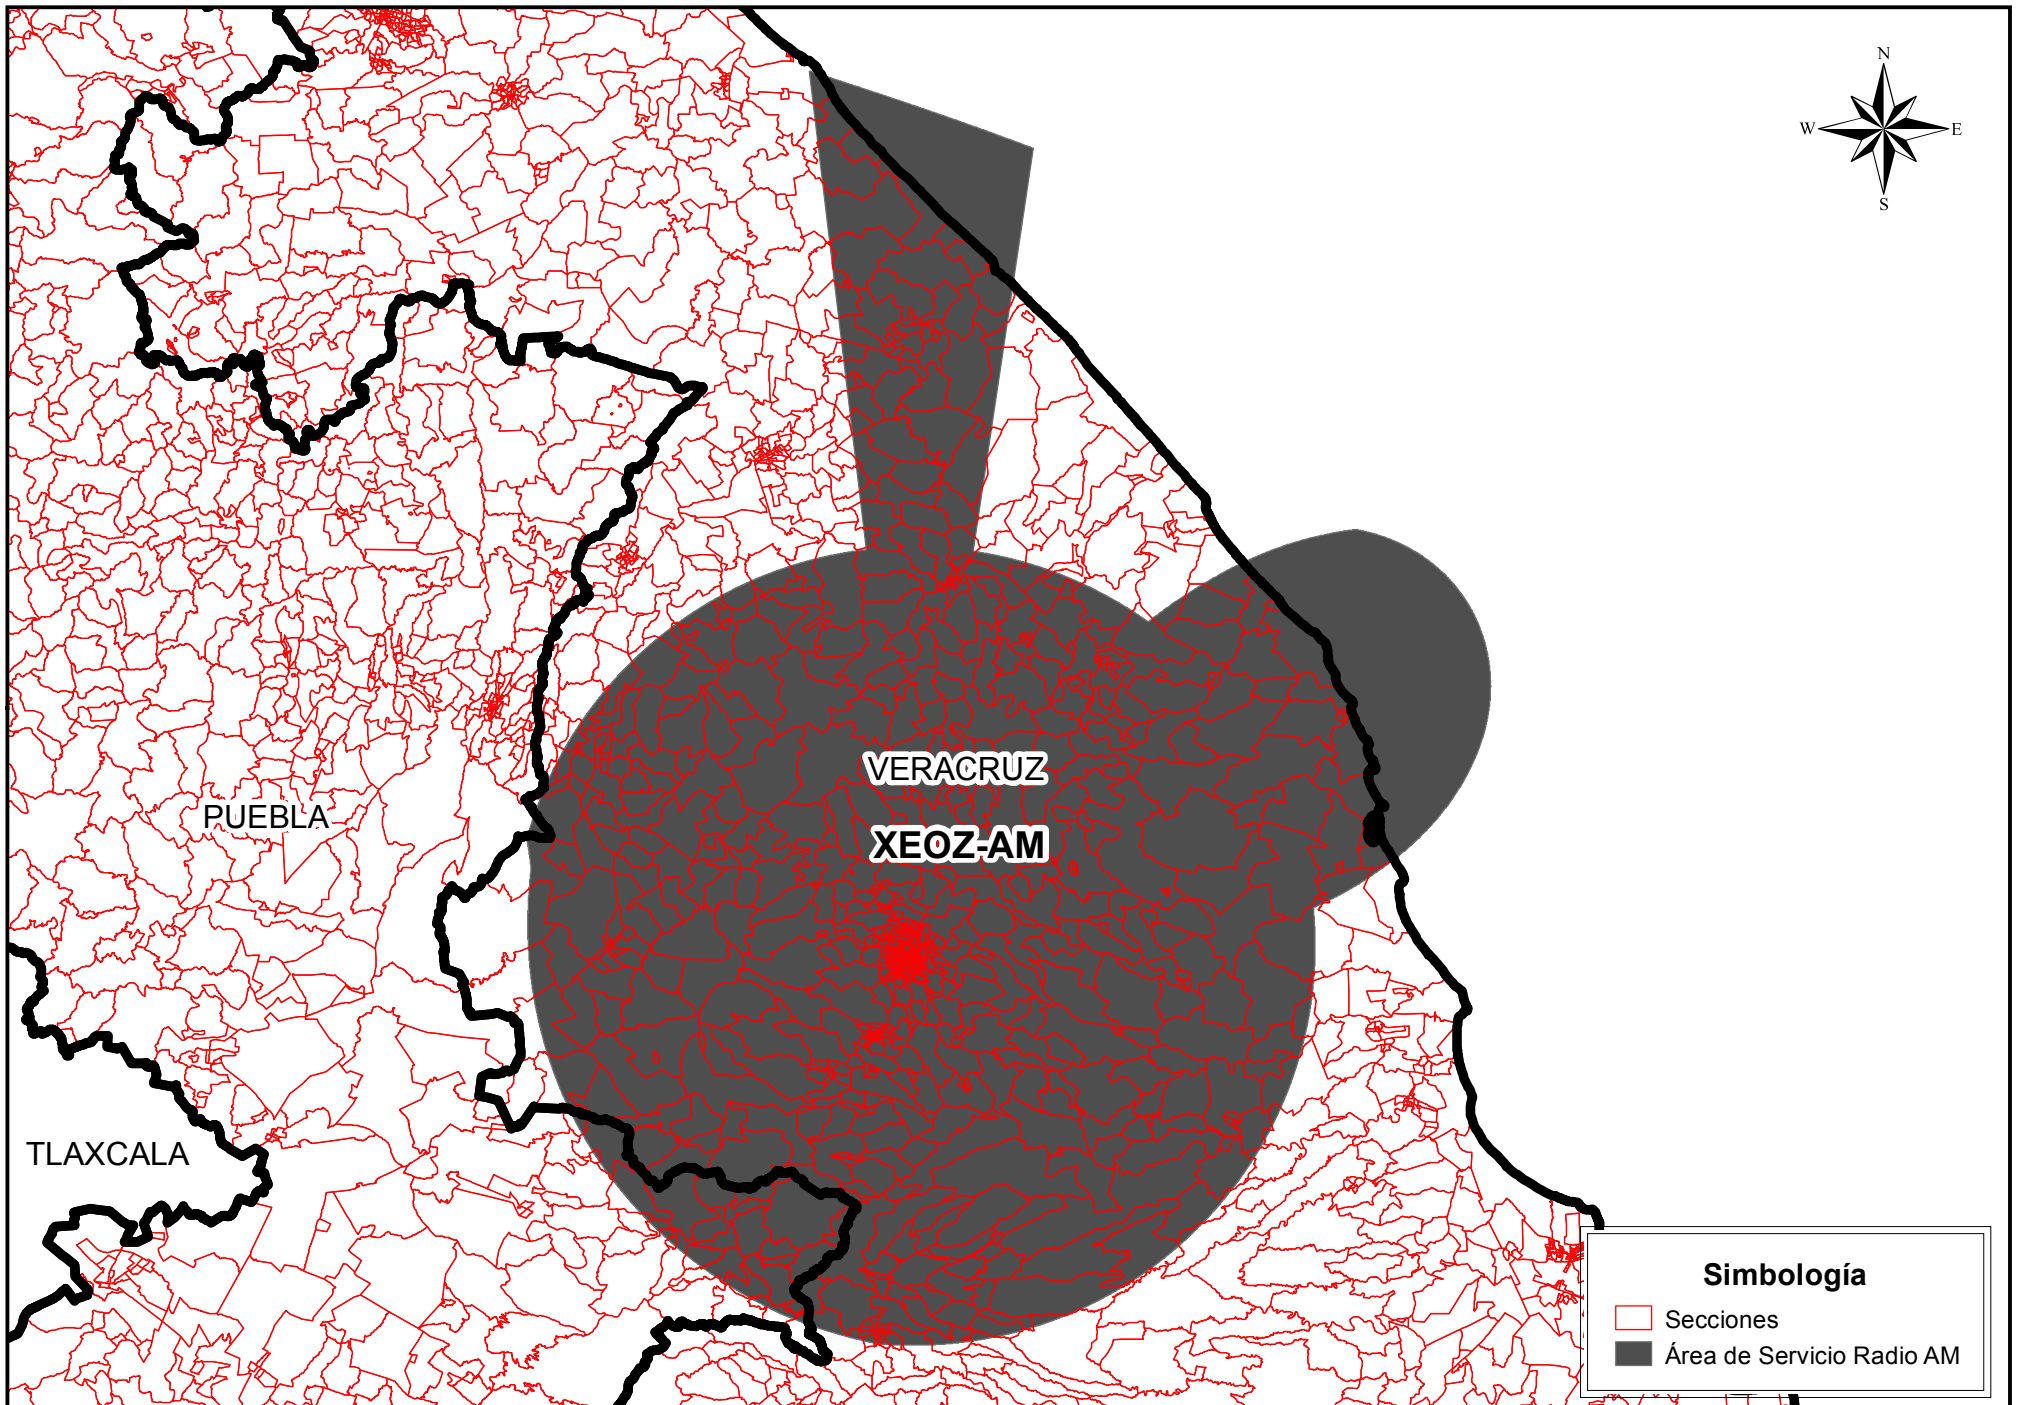 N
W E
S
VERACRUZ
PUEBLA
XEOZ-AM
TLAXCALA
Simbología
Secciones
Área de Servicio Radio AM